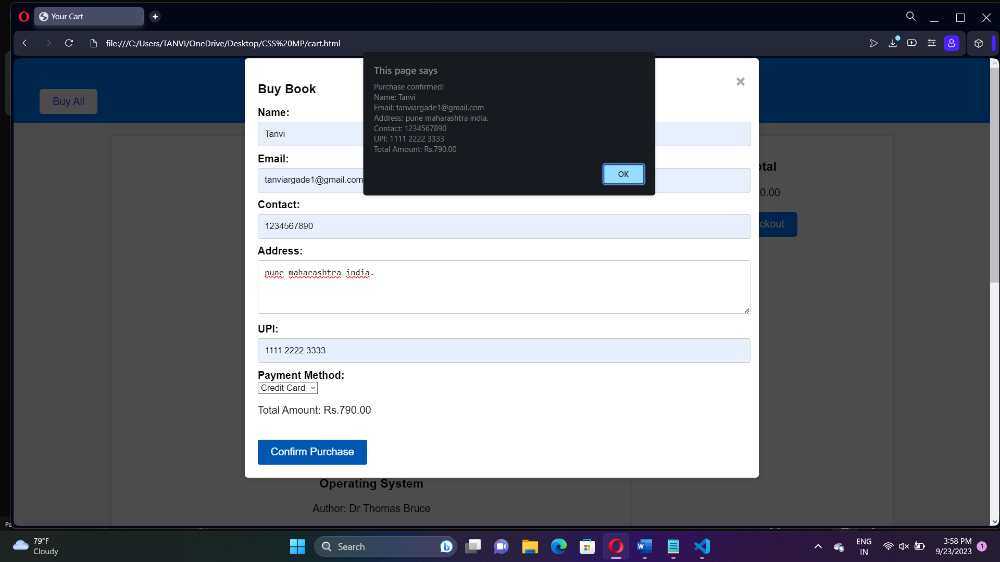 Your Cart
file:///C:/Users/TANVI/OneDrive/Desktop/CSS%20MP/cart.html
This page says
Purchase confirmed!
Name: Tanvi
Email: tanviargade1@gmail.com
Address: pune maharashtra india.
Contact: 1234567890
UPI: 1111 2222 3333
Total Amount: Rs.790.00
OK
Buy All
Buy Book
Name:
Tanvi
Email:
tanviargade1@gmail.com
Contact:
1234567890
Address:
pune maharashtra india.
UPI:
1111 2222 3333
Payment Method:
Credit Card
Total Amount: Rs.790.00
Confirm Purchase
otal
0.00
ckout
Operating System
Author: Dr Thomas Bruce
79°F
Cloudy
Search
ENG
IN
3:58 PM
9/23/2023
1